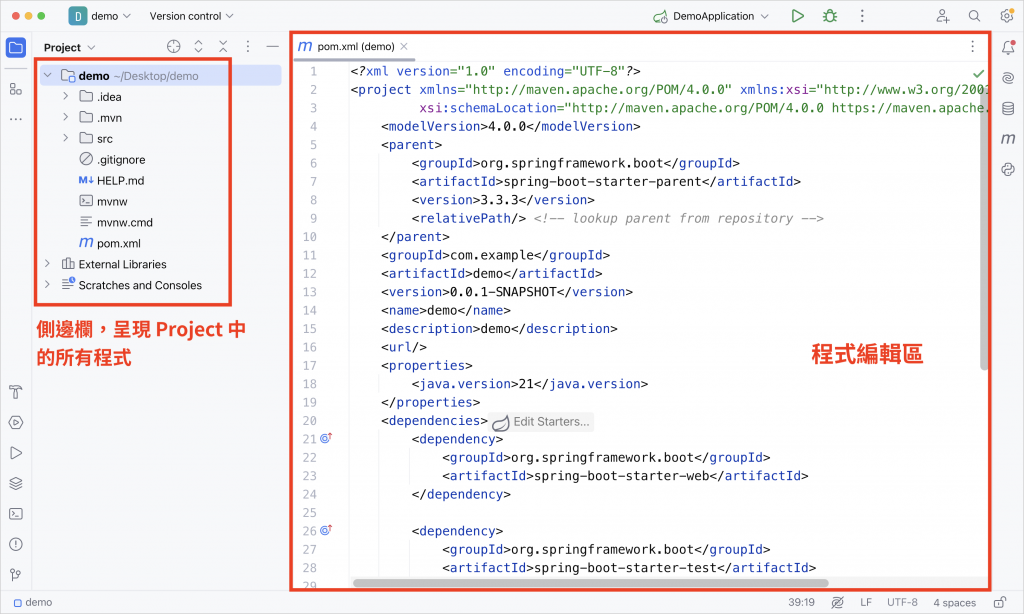 D demo Version control DemoApplication
Project
m pom.xml (demo)
demo ~/Desktop/demo
.idea
.mvn
src
.gitignore
M↓ HELP.md
mvnw
mvnw.cmd
m pom.xml
External Libraries
Scratches and Consoles
側邊欄，呈現 Project 中
的所有程式
1 <?xml version="1.0" encoding="UTF-8"?>
2 <project xmlns="http://maven.apache.org/POM/4.0.0" xmlns:xsi="http://www.w3.org/2001
3 xsi:schemaLocation="http://maven.apache.org/POM/4.0.0 https://maven.apache.
4 <modelVersion>4.0.0</modelVersion>
5 <parent>
6 <groupId>org.springframework.boot</groupId>
7 <artifactId>spring-boot-starter-parent</artifactId>
8 <version>3.3.3</version>
9 <relativePath/> <!-- lookup parent from repository -->
10 </parent>
11 <groupId>com.example</groupId>
12 <artifactId>demo</artifactId>
13 <version>0.0.1-SNAPSHOT</version>
14 <name>demo</name>
15 <description>demo</description>
16 <url/>
17 <properties>
18 <java.version>21</java.version>
19 </properties>
20 <dependencies> Edit Starters...
21 <dependency>
22 <groupId>org.springframework.boot</groupId>
23 <artifactId>spring-boot-starter-web</artifactId>
24 </dependency>
25
26 <dependency>
27 <groupId>org.springframework.boot</groupId>
28 <artifactId>spring-boot-starter-test</artifactId>
29
程式編輯區
m
demo 39:19 LF UTF-8 4 spaces